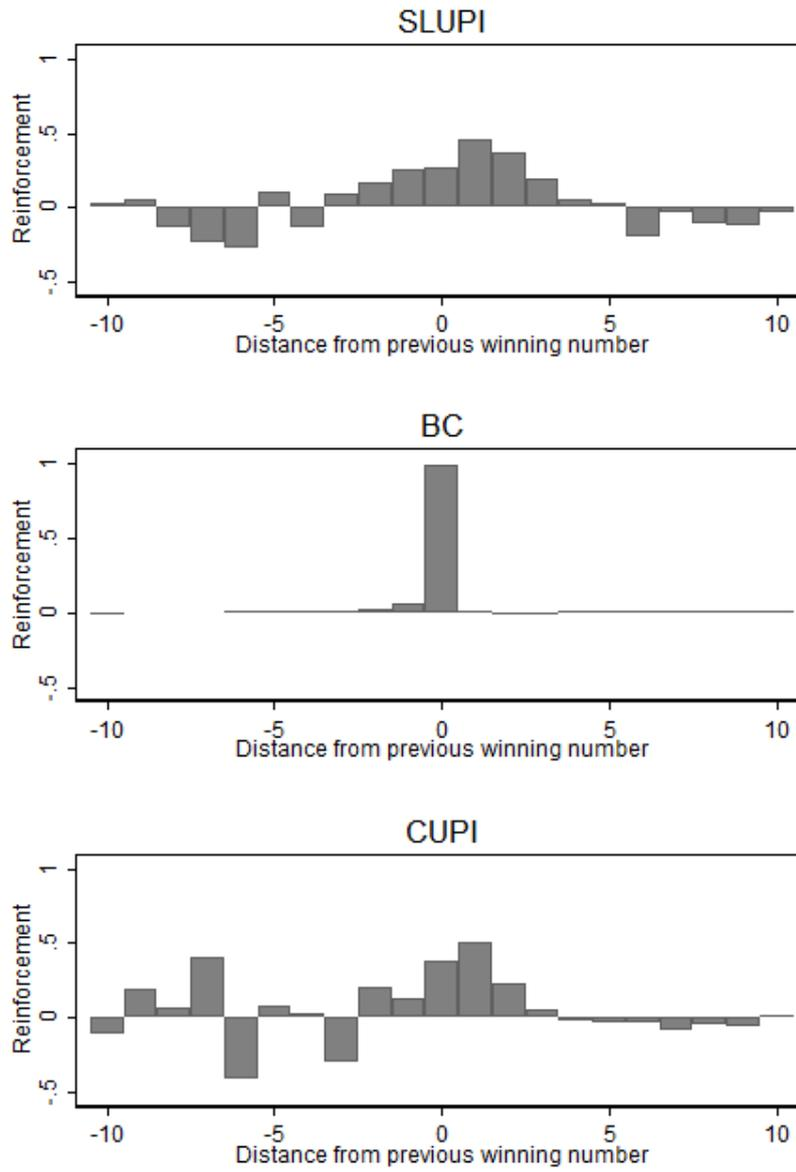 SLUPI
Reinforcement
1
.5
0
-.5
-10 -5 0 5 10
Distance from previous winning number
BC
Reinforcement
1
.5
0
-.5
-10 -5 0 5 10
Distance from previous winning number
CUPI
Reinforcement
1
.5
0
-.5
-10 -5 0 5 10
Distance from previous winning number